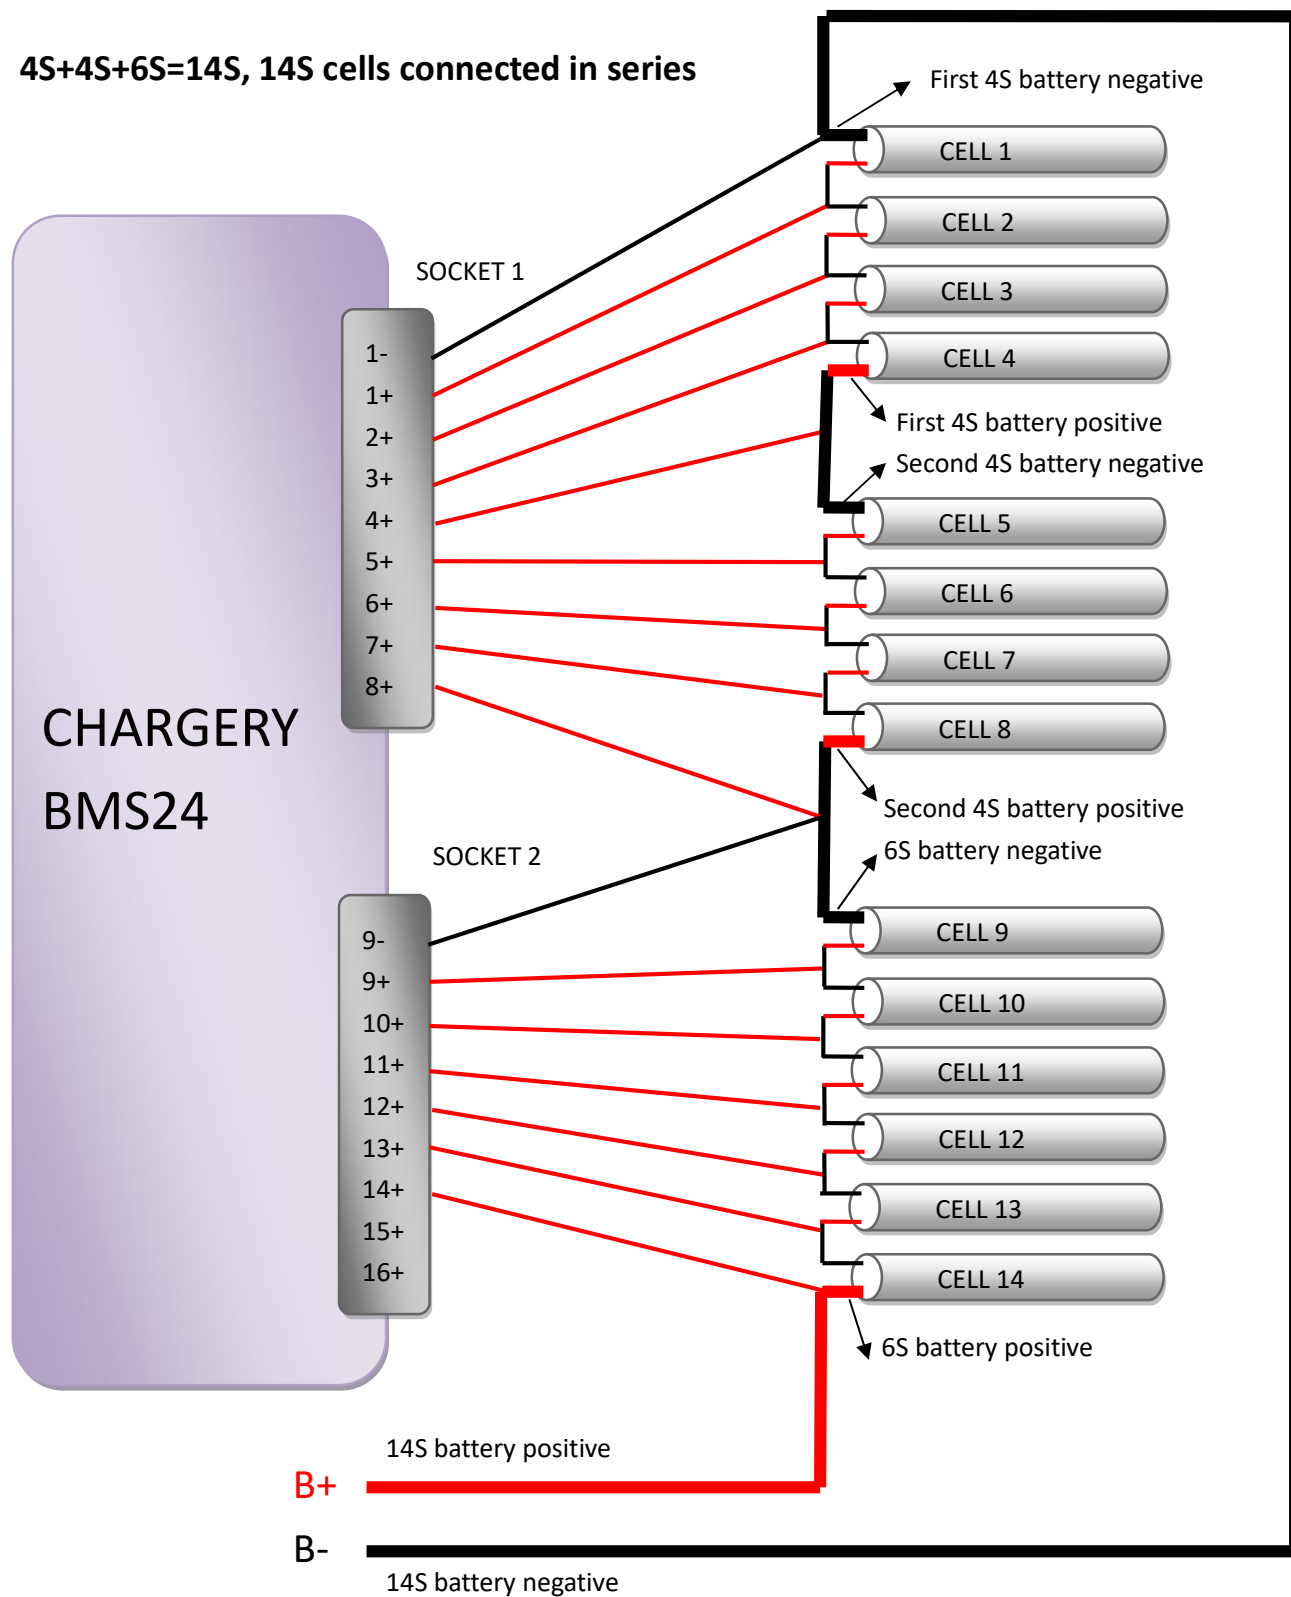 4S+4S+6S=14S, 14S cells connected in series
First 4S battery negative
CELL 1
CELL 2
SOCKET 1
CELL 3
1-
CELL 4
1+
2+
First 4S battery positive
3+
Second 4S battery negative
4+
CELL 5
5+
6+
CELL 6
7+
CELL 7
8+
CHARGERY
BMS24
CELL 8
Second 4S battery positive
SOCKET 2
6S battery negative
9-
CELL 9
9+
10+
CELL 10
11+
CELL 11
12+
13+
CELL 12
14+
CELL 13
15+
16+
CELL 14
6S battery positive
14S battery positive
B+
B-
14S battery negative